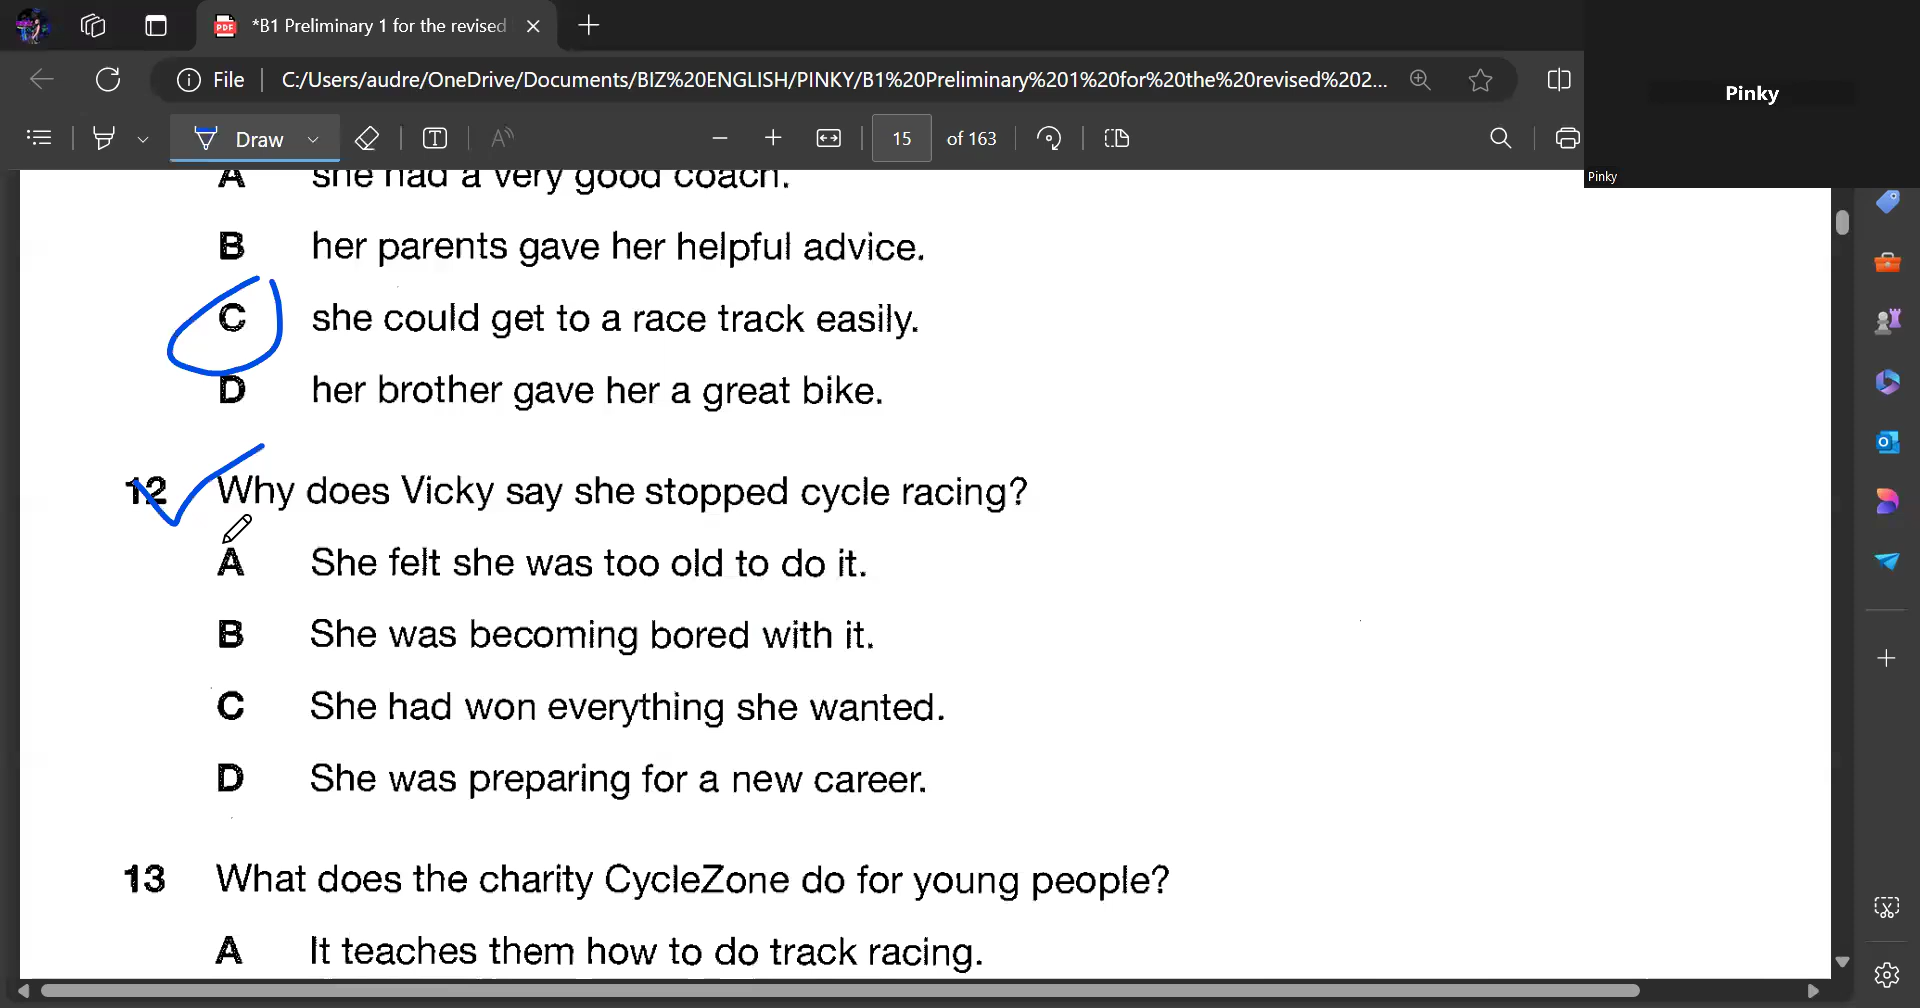 *B1 Preliminary 1 for the revised
File
C:/Users/audre/OneDrive/Documents/BIZ%20ENGLISH/PINKY/B1%20Preliminary%201%20for%20the%20revised%202...
Pinky
Draw
15 of 163
Pinky
A she had a very good coach.
B her parents gave her helpful advice.
C she could get to a race track easily.
D her brother gave her a great bike.
12 Why does Vicky say she stopped cycle racing?
A She felt she was too old to do it.
B She was becoming bored with it.
C She had won everything she wanted.
D She was preparing for a new career.
13 What does the charity CycleZone do for young people?
A It teaches them how to do track racing.